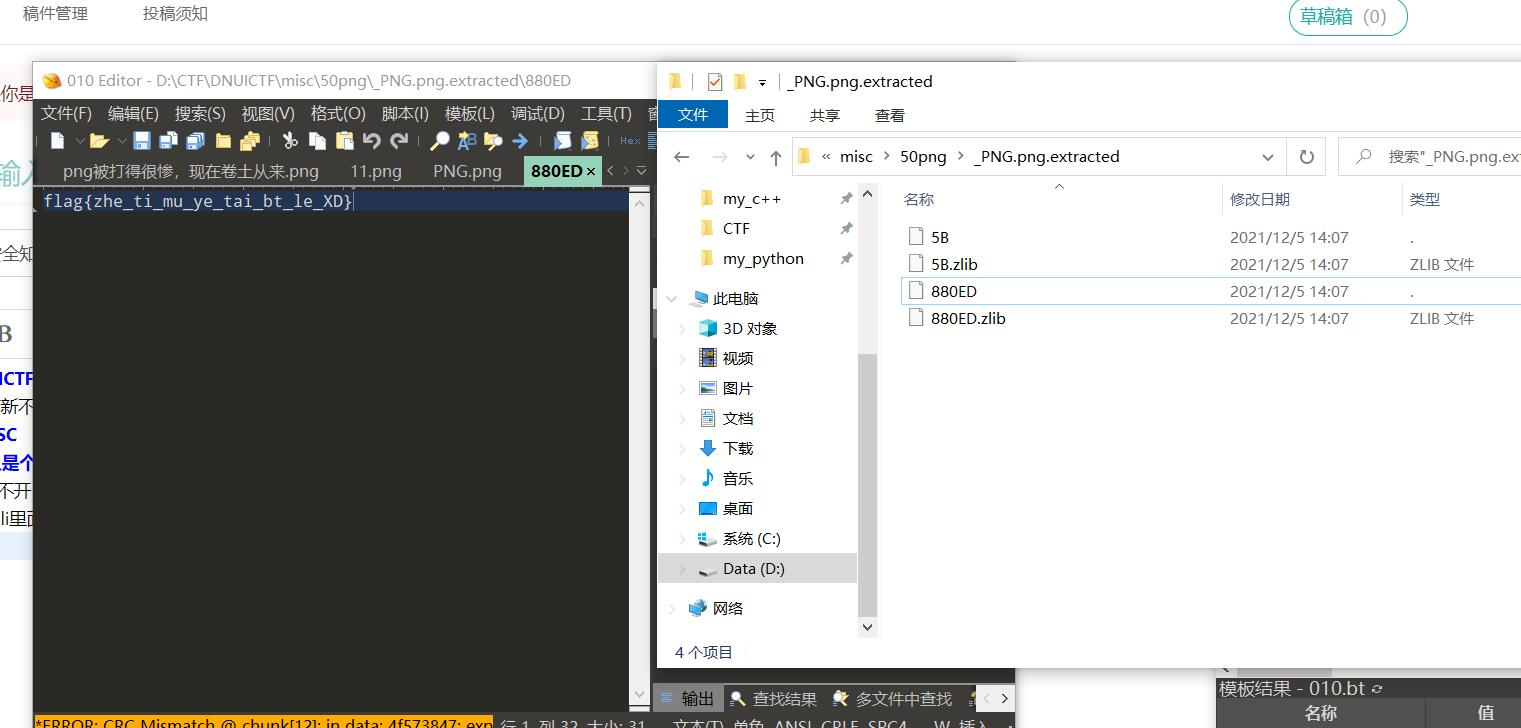 稿件管理 投稿须知
草稿箱 (0)
你是
输入
安全知
B
ICTF
新不
SC
是个
不开
li里面
010 Editor - D:\CTF\DNUICTF\misc\50png\_PNG.png.extracted\880ED
文件(F) 编辑(E) 搜索(S) 视图(V) 格式(O) 脚本(I) 模板(L) 调试(D) 工具(T)
Hex
png被打得很惨，现在卷土从来.png 11.png PNG.png 880ED ×
flag{zhe_ti_mu_ye_tai_bt_le_XD}
*ERROR: CRC Mismatch @ chunk[12]; in data: 4f573847; exp 行 1, 列 32, 大小: 31 文本(T) 单色 ANSI CRLF SPC4 W 插入
_PNG.png.extracted
文件 主页 共享 查看
« misc > 50png > _PNG.png.extracted
搜索"_PNG.png.ex
my_c++
CTF
my_python
此电脑
3D 对象
视频
图片
文档
下载
音乐
桌面
系统 (C:)
Data (D:)
网络
名称 修改日期 类型
5B 2021/12/5 14:07 .
5B.zlib 2021/12/5 14:07 ZLIB 文件
880ED 2021/12/5 14:07 .
880ED.zlib 2021/12/5 14:07 ZLIB 文件
4 个项目
输出 查找结果 多文件中查找
模板结果 - 010.bt
名称 值